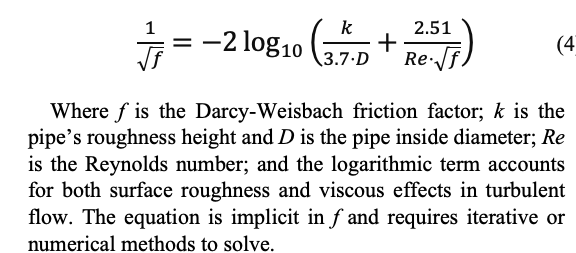 1/√f = −2 log₁₀ (k/3.7·D + 2.51/Re·√f) (4
Where f is the Darcy-Weisbach friction factor; k is the
pipe’s roughness height and D is the pipe inside diameter; Re
is the Reynolds number; and the logarithmic term accounts
for both surface roughness and viscous effects in turbulent
flow. The equation is implicit in f and requires iterative or
numerical methods to solve.